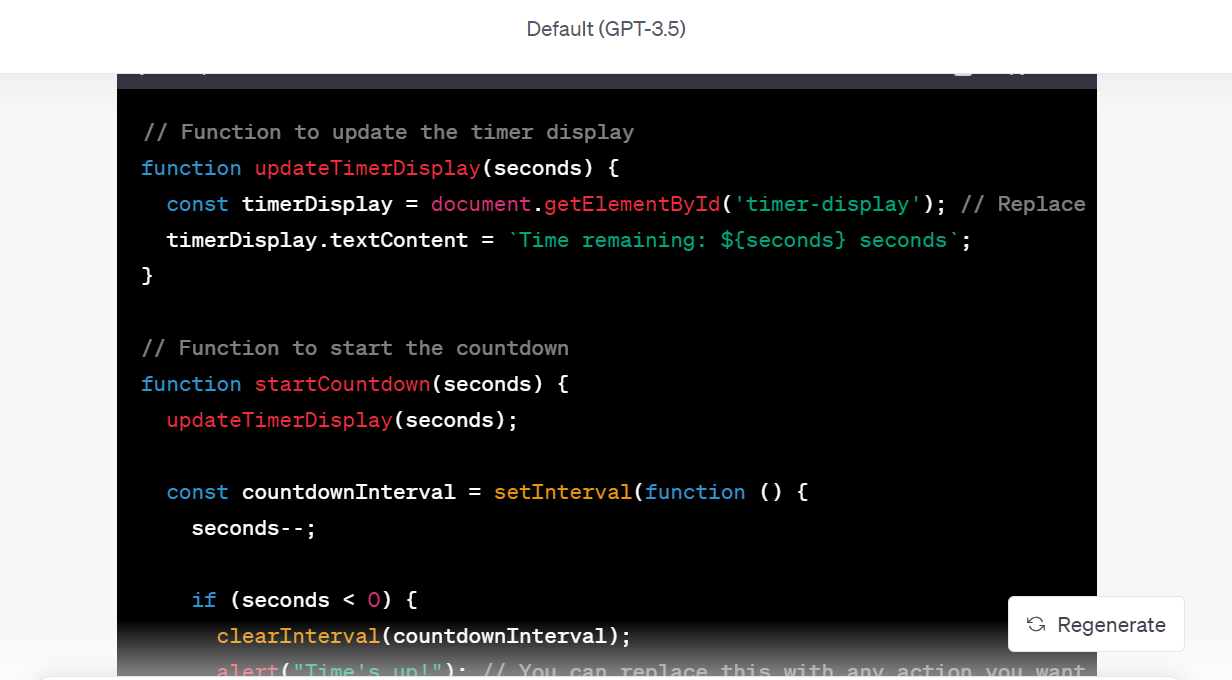 Default (GPT-3.5)
// Function to update the timer display
function updateTimerDisplay(seconds) {
const timerDisplay = document.getElementById('timer-display'); // Replace
timerDisplay.textContent = `Time remaining: ${seconds} seconds`;
}
// Function to start the countdown
function startCountdown(seconds) {
updateTimerDisplay(seconds);
const countdownInterval = setInterval(function () {
seconds--;
if (seconds < 0) {
clearInterval(countdownInterval);
alert("Time's up!"); // You can replace this with any action you want
Regenerate